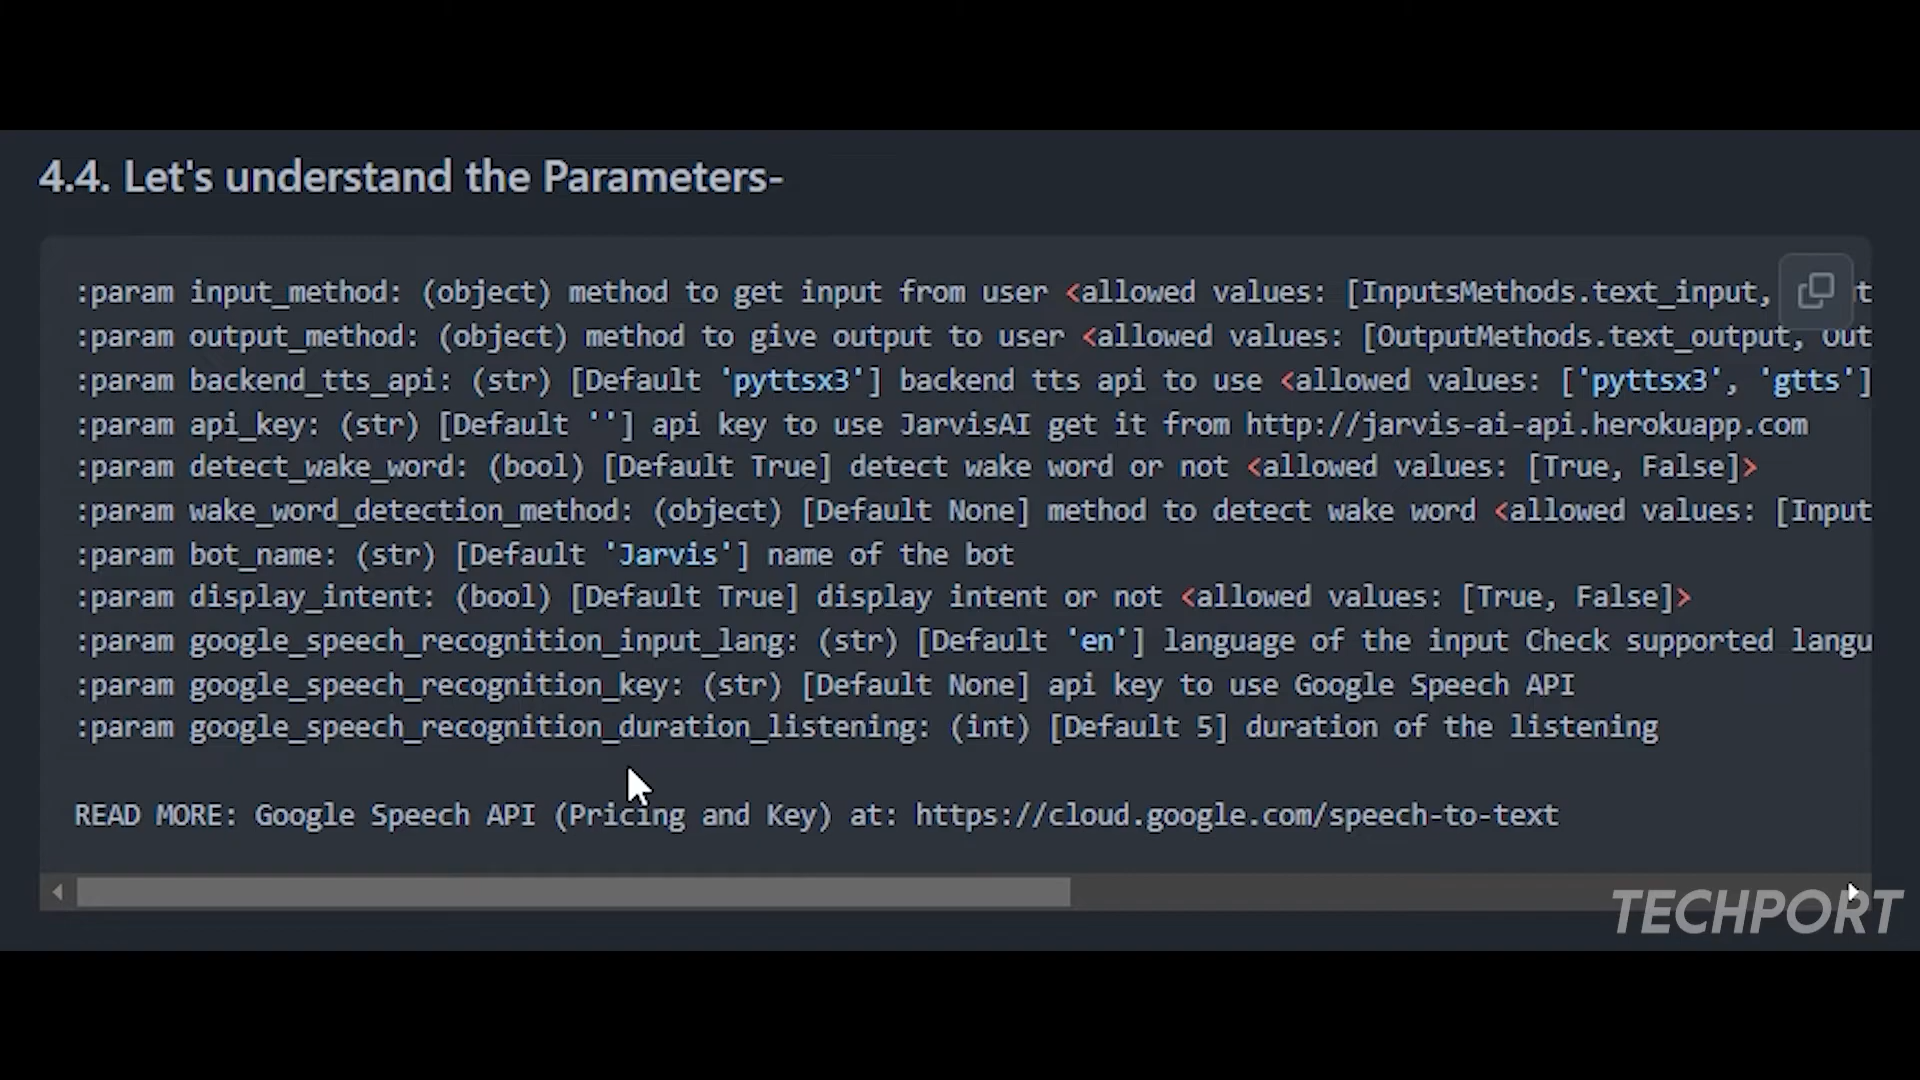 4.4. Let's understand the Parameters-
:param input_method: (object) method to get input from user <allowed values: [InputsMethods.text_input,
:param output_method: (object) method to give output to user <allowed values: [OutputMethods.text_output, Out
:param backend_tts_api: (str) [Default 'pyttsx3'] backend tts api to use <allowed values: ['pyttsx3', 'gtts']
:param api_key: (str) [Default ''] api key to use JarvisAI get it from http://jarvis-ai-api.herokuapp.com
:param detect_wake_word: (bool) [Default True] detect wake word or not <allowed values: [True, False]>
:param wake_word_detection_method: (object) [Default None] method to detect wake word <allowed values: [Input
:param bot_name: (str) [Default 'Jarvis'] name of the bot
:param display_intent: (bool) [Default True] display intent or not <allowed values: [True, False]>
:param google_speech_recognition_input_lang: (str) [Default 'en'] language of the input Check supported langu
:param google_speech_recognition_key: (str) [Default None] api key to use Google Speech API
:param google_speech_recognition_duration_listening: (int) [Default 5] duration of the listening
READ MORE: Google Speech API (Pricing and Key) at: https://cloud.google.com/speech-to-text
TECHPORT